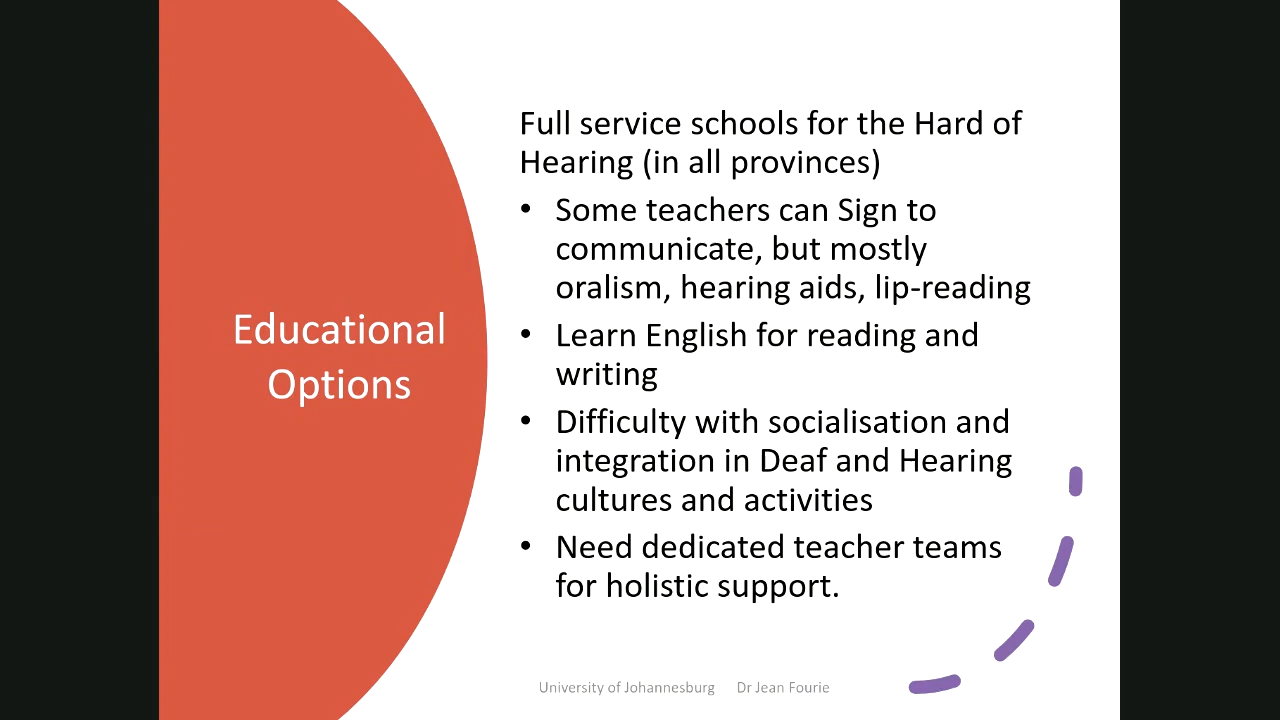 Educational
Options
Full service schools for the Hard of
Hearing (in all provinces)
• Some teachers can Sign to
communicate, but mostly
oralism, hearing aids, lip-reading
• Learn English for reading and
writing
• Difficulty with socialisation and
integration in Deaf and Hearing
cultures and activities
• Need dedicated teacher teams
for holistic support.
University of Johannesburg Dr Jean Fourie